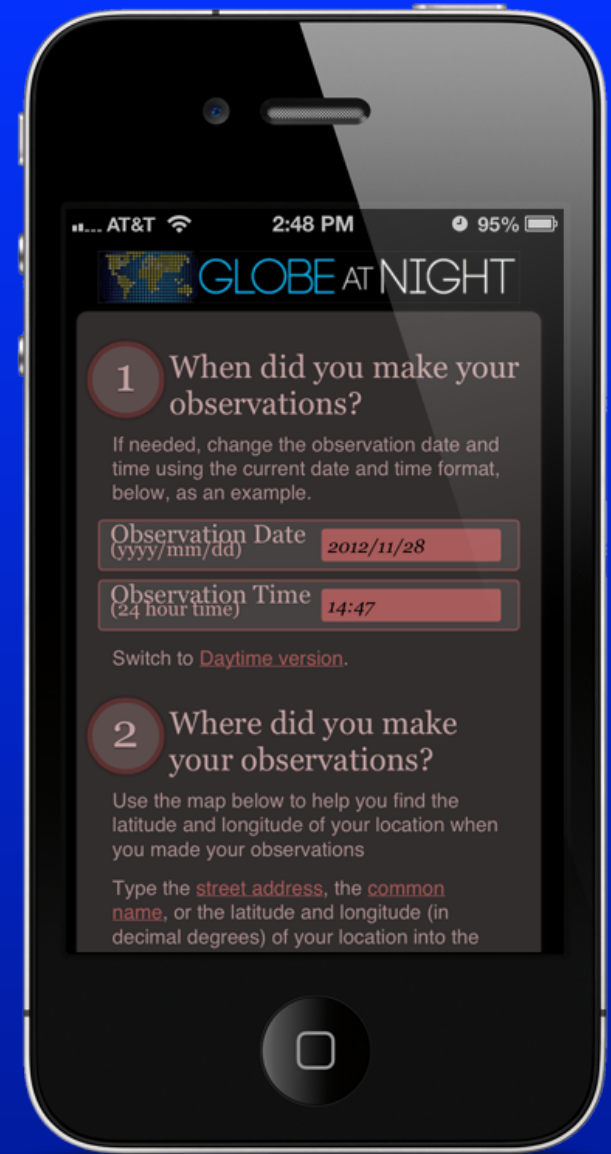 AT&T 2:48 PM 95%
GLOBE AT NIGHT
1 When did you make your
observations?
If needed, change the observation date and
time using the current date and time format,
below, as an example.
Observation Date
(yyyy/mm/dd)
2012/11/28
Observation Time
(24 hour time)
14:47
Switch to Daytime version.
2 Where did you make
your observations?
Use the map below to help you find the
latitude and longitude of your location when
you made your observations
Type the street address, the common
name, or the latitude and longitude (in
decimal degrees) of your location into the